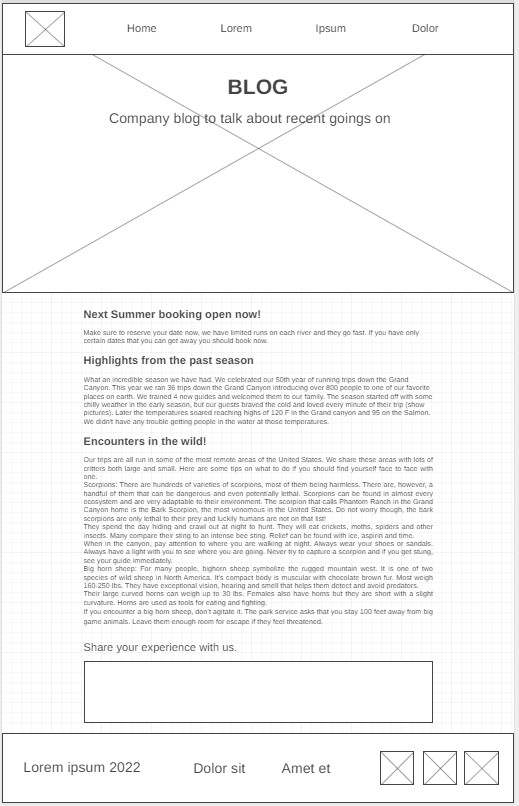 Home Lorem Ipsum Dolor
BLOG
Company blog to talk about recent goings on
Next Summer booking open now!
Make sure to reserve your date now, we have limited runs on each river and they go fast. If you have only
certain dates that you can get away you should book now.
Highlights from the past season
What an incredible season we have had. We celebrated our 50th year of running trips down the Grand
Canyon. This year we ran 36 trips down the Grand Canyon introducing over 800 people to one of our favorite
places on earth. We trained 4 new guides and welcomed them to our family. The season started off with some
chilly weather in the early season, but our guests braved the cold and loved every minute of their trip (show
pictures). Later the temperatures soared reaching highs of 120 F in the Grand canyon and 95 on the Salmon.
We didn't have any trouble getting people in the water at those temperatures.
Encounters in the wild!
Our trips are all run in some of the most remote areas of the United States. We share these areas with lots of
critters both large and small. Here are some tips on what to do if you should find yourself face to face with
one.
Scorpions: There are hundreds of varieties of scorpions, most of them being harmless. There are, however, a
handful of them that can be dangerous and even potentially lethal. Scorpions can be found in almost every
ecosystem and are very adaptable to their environment. The scorpion that calls Phantom Ranch in the Grand
Canyon home is the Bark Scorpion, the most venomous in the United States. Do not worry though, the bark
scorpions are only lethal to their prey and luckily humans are not on that list!
They spend the day hiding and crawl out at night to hunt. They will eat crickets, moths, spiders and other
insects. Many compare their sting to an intense bee sting. Relief can be found with ice, aspirin and time.
When in the canyon, pay attention to where you are walking at night. Always wear your shoes or sandals.
Always have a light with you to see where you are going. Never try to capture a scorpion and if you get stung,
see your guide immediately.
Big horn sheep: For many people, bighorn sheep symbolize the rugged mountain west. It is one of two
species of wild sheep in North America. It's compact body is muscular with chocolate brown fur. Most weigh
160-250 lbs. They have exceptional vision, hearing and smell that helps them detect and avoid predators.
Their large curved horns can weigh up to 30 lbs. Females also have horns but they are short with a slight
curvature. Horns are used as tools for eating and fighting.
If you encounter a big horn sheep, don't agitate it. The park service asks that you stay 100 feet away from big
game animals. Leave them enough room for escape if they feel threatened.
Share your experience with us.
Lorem ipsum 2022 Dolor sit Amet et